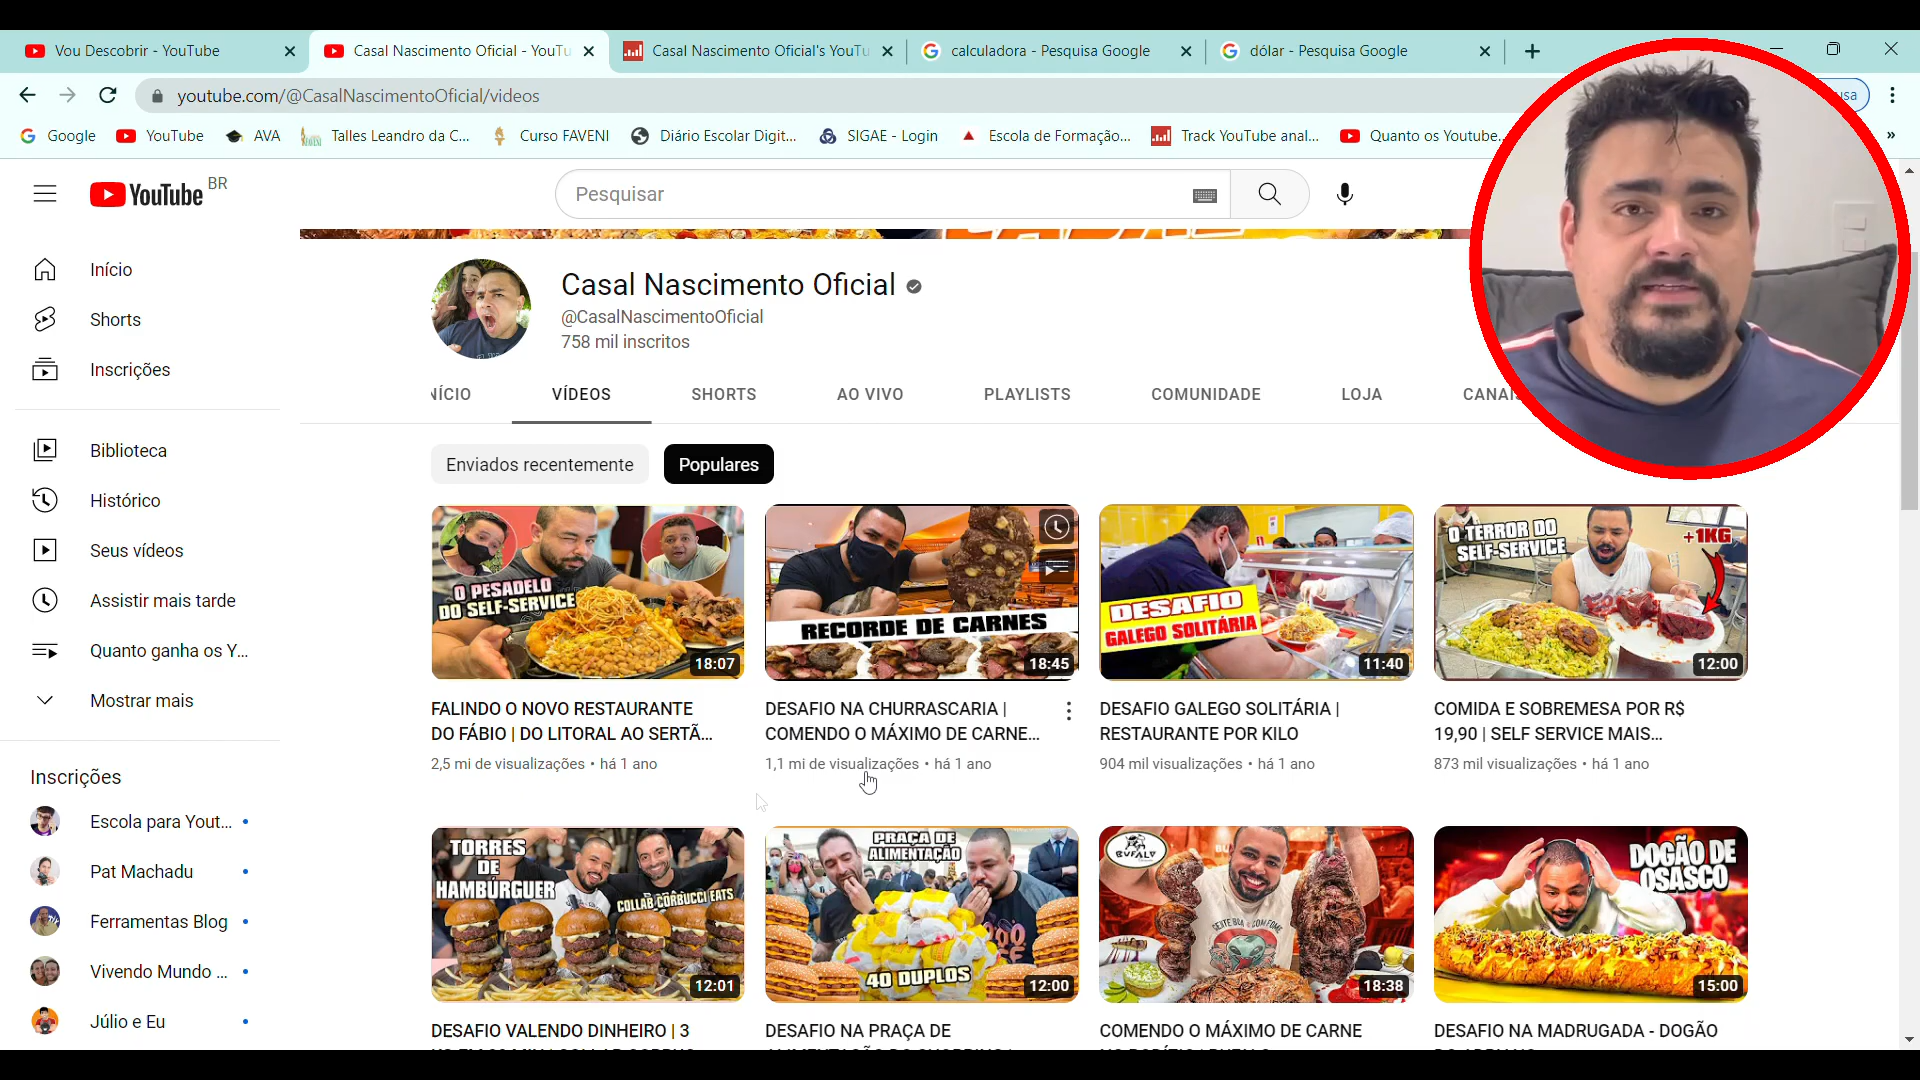 Vou Descobrir - YouTube
Casal Nascimento Oficial - YouTu
Casal Nascimento Oficial's YouTu
calculadora - Pesquisa Google
dólar - Pesquisa Google
youtube.com/@CasalNascimentoOficial/videos
usa
Google
YouTube
AVA
Talles Leandro da C...
Curso FAVENI
Diário Escolar Digit...
SIGAE - Login
Escola de Formação...
Track YouTube anal...
Quanto os Youtube...
»
YouTube BR
Pesquisar
Início
Shorts
Inscrições
Biblioteca
Histórico
Seus vídeos
Assistir mais tarde
Quanto ganha os Y...
Mostrar mais
Inscrições
Escola para Yout... •
Pat Machadu •
Ferramentas Blog •
Vivendo Mundo ... •
Júlio e Eu •
Casal Nascimento Oficial
@CasalNascimentoOficial
758 mil inscritos
NÍCIO
VÍDEOS
SHORTS
AO VIVO
PLAYLISTS
COMUNIDADE
LOJA
CANAIS
Enviados recentemente
Populares
O PESADELO
DO SELF-SERVICE
18:07
RECORDE DE CARNES
18:45
DESAFIO
GALEGO SOLITÁRIA
11:40
O TERROR DO
SELF-SERVICE
+1KG
12:00
FALINDO O NOVO RESTAURANTE
DO FÁBIO | DO LITORAL AO SERTÃ...
2,5 mi de visualizações • há 1 ano
DESAFIO NA CHURRASCARIA |
COMENDO O MÁXIMO DE CARNE...
1,1 mi de visualizações • há 1 ano
DESAFIO GALEGO SOLITÁRIA |
RESTAURANTE POR KILO
904 mil visualizações • há 1 ano
COMIDA E SOBREMESA POR R$
19,90 | SELF SERVICE MAIS...
873 mil visualizações • há 1 ano
TORRES
DE
HAMBÚRGUER
COLLAB CORBUCCI EATS
12:01
PRAÇA DE
ALIMENTAÇÃO
40 DUPLOS
12:00
BUFALO
GENTE BOA COM FOME
18:38
DOGÃO DE
OSASCO
15:00
DESAFIO VALENDO DINHEIRO | 3
DESAFIO NA PRAÇA DE
COMENDO O MÁXIMO DE CARNE
DESAFIO NA MADRUGADA - DOGÃO